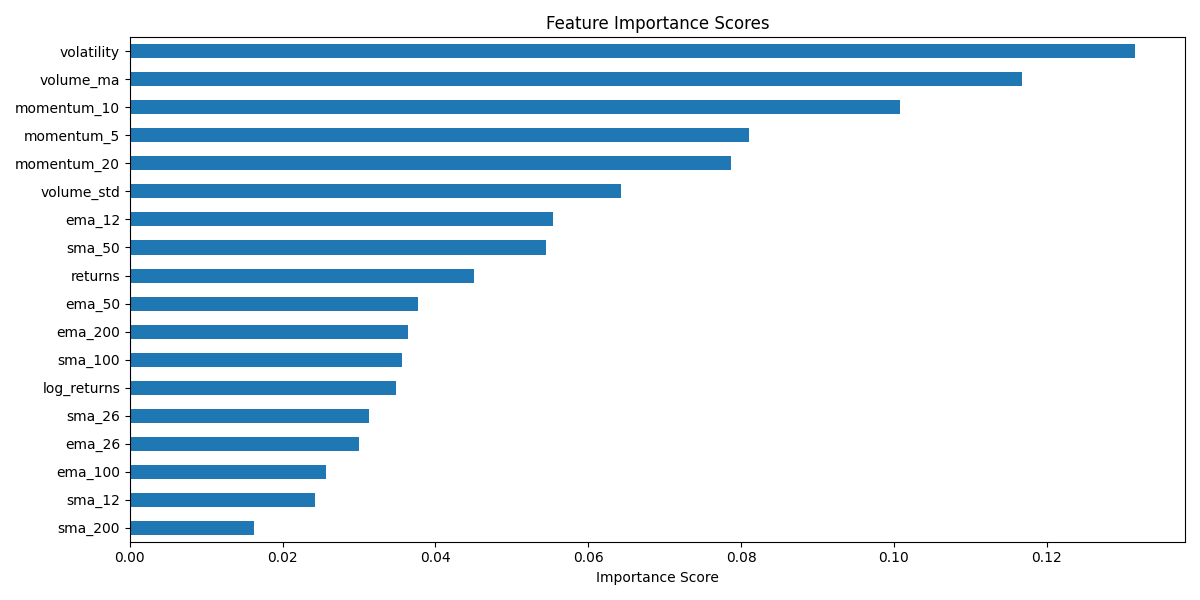 Feature Importance Scores
volatility
volume_ma
momentum_10
momentum_5
momentum_20
volume_std
ema_12
sma_50
returns
ema_50
ema_200
sma_100
log_returns
sma_26
ema_26
ema_100
sma_12
sma_200
0.00 0.02 0.04 0.06 0.08 0.10 0.12
Importance Score